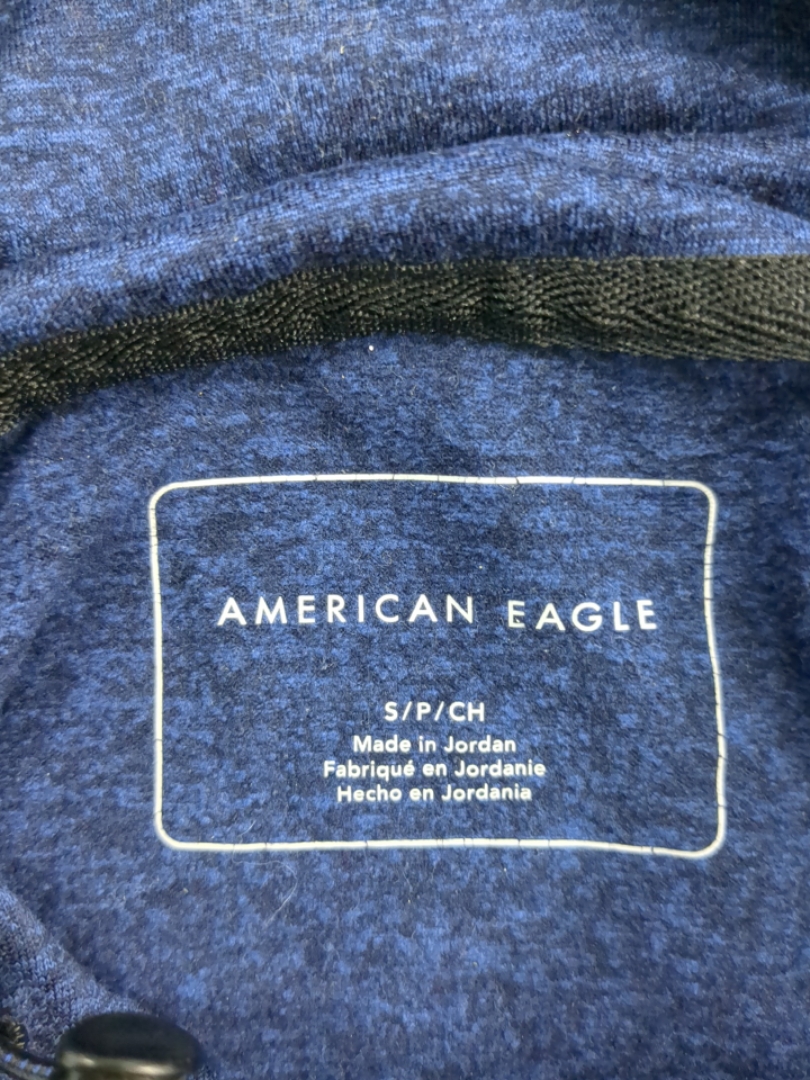 AMERICAN EAGLE
S/P/CH
Made in Jordan
Fabriqué en Jordanie
Hecho en Jordania